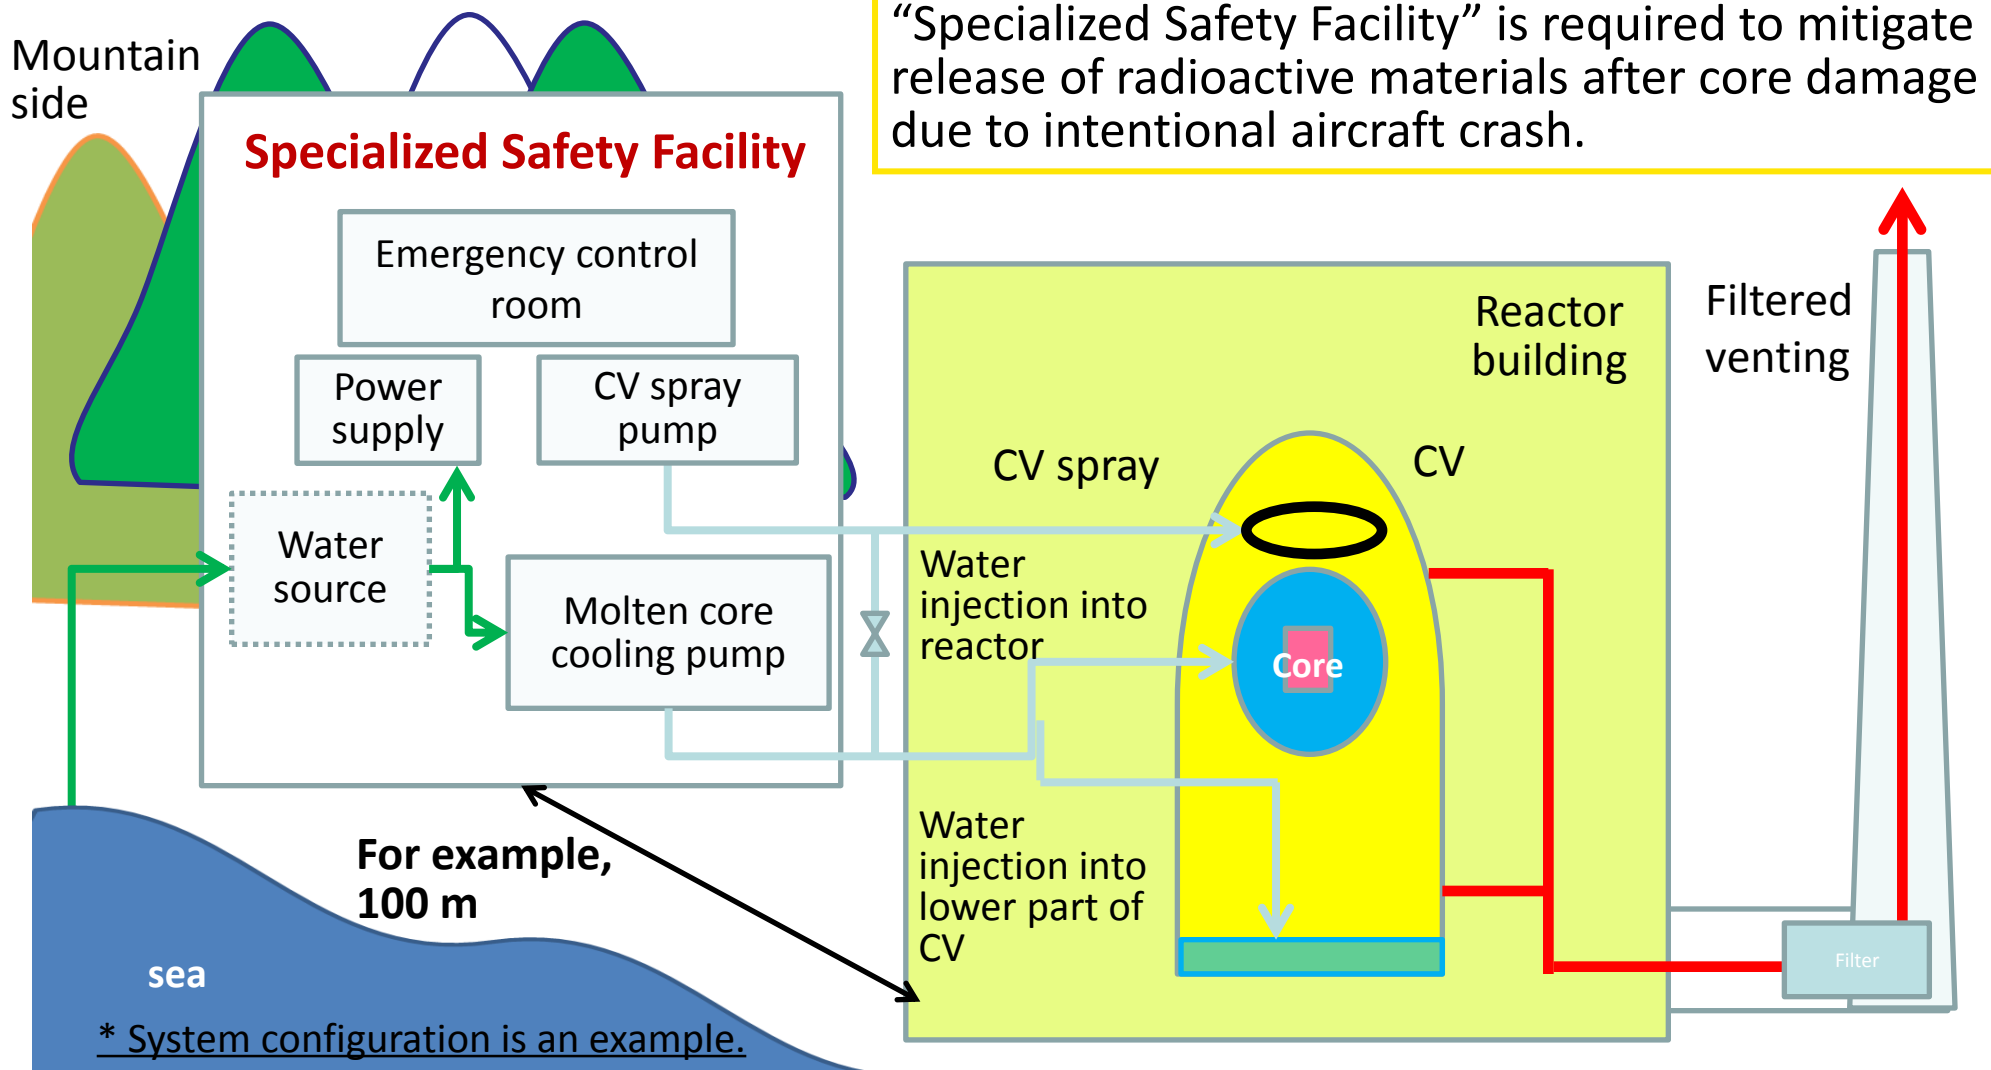 Mountain
side
“Specialized Safety Facility” is required to mitigate
release of radioactive materials after core damage
due to intentional aircraft crash.
Specialized Safety Facility
Emergency control
room
Power
supply
CV spray
pump
Water
source
Molten core
cooling pump
Reactor
building
Filtered
venting
CV spray
CV
Water
injection into
reactor
Core
Water
injection into
lower part of
CV
Filter
For example,
100 m
sea
* System configuration is an example.